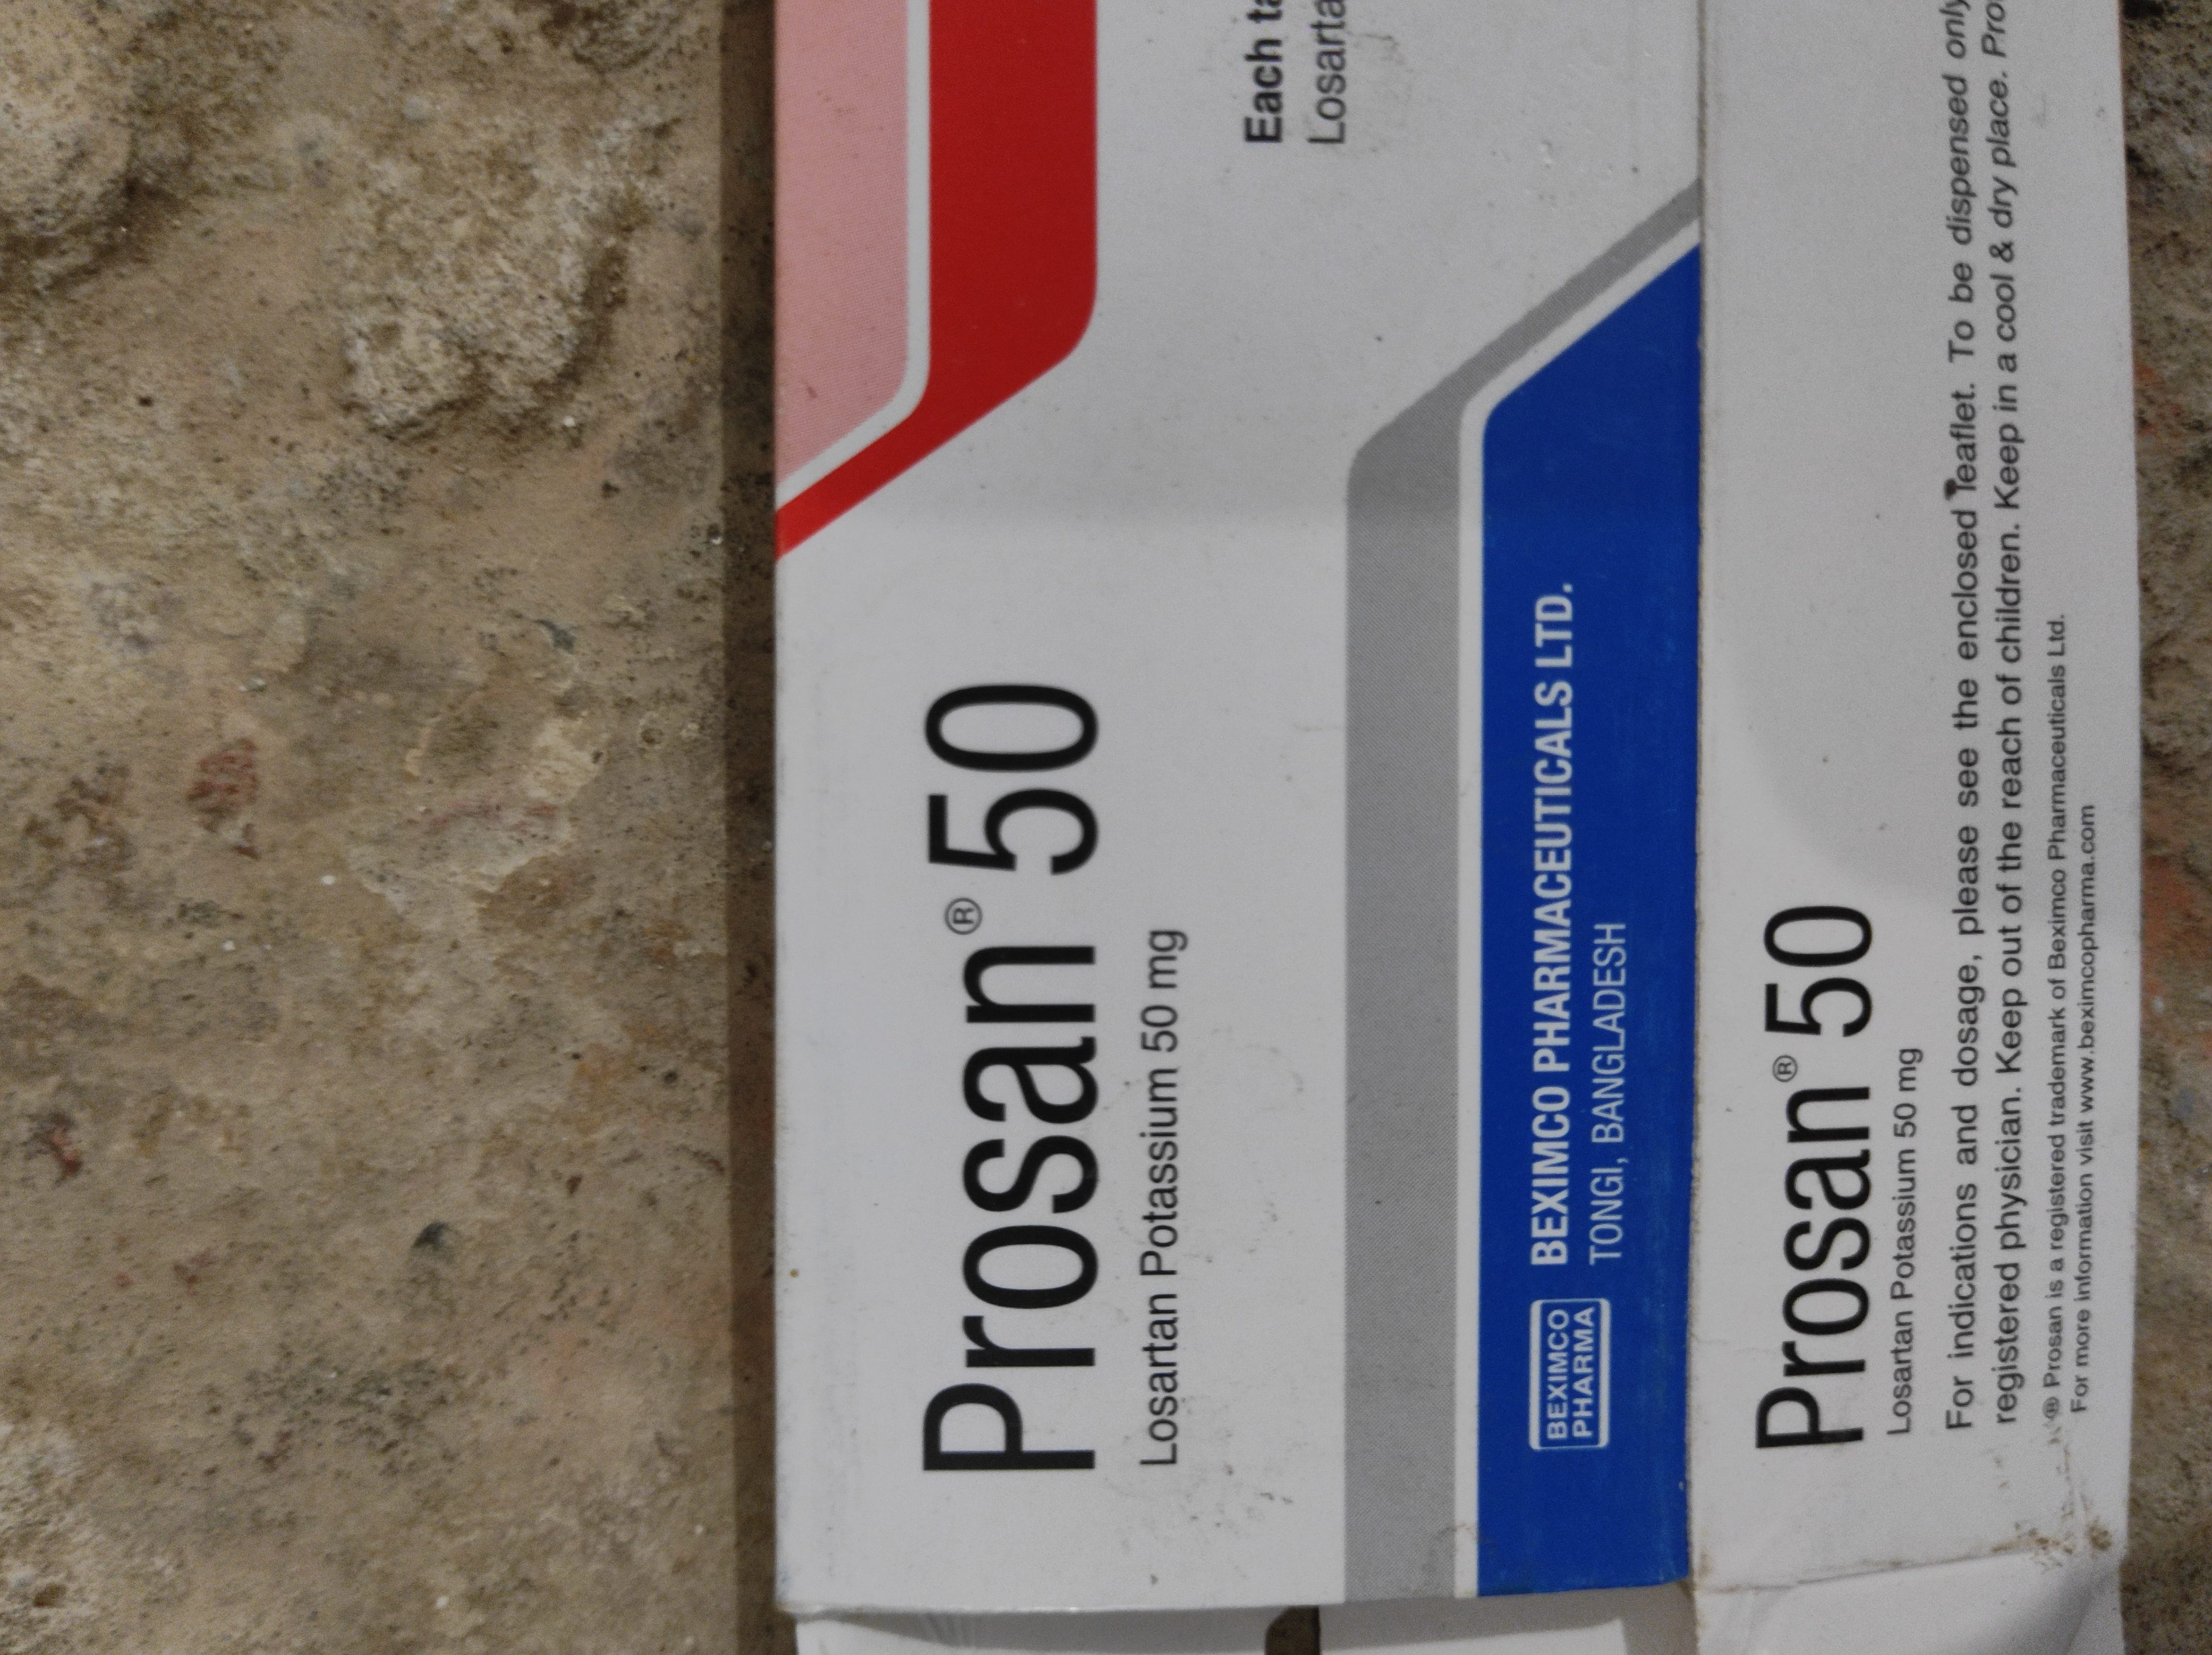 Prosan® 50
Losartan Potassium 50 mg
Each
BEXIMCO
PHARMA
BEXIMCO PHARMACEUTICALS LTD.
TONGI, BANGLADESH
Prosan® 50
Losartan Potassium 50 mg
For indications and dosage, please see the enclosed leaflet. To be dispensed only
registered physician. Keep out of the reach of children. Keep in a cool & dry place.
® Prosan is a registered trademark of Beximco Pharmaceuticals Ltd.
For more information visit www.beximcopharma.com